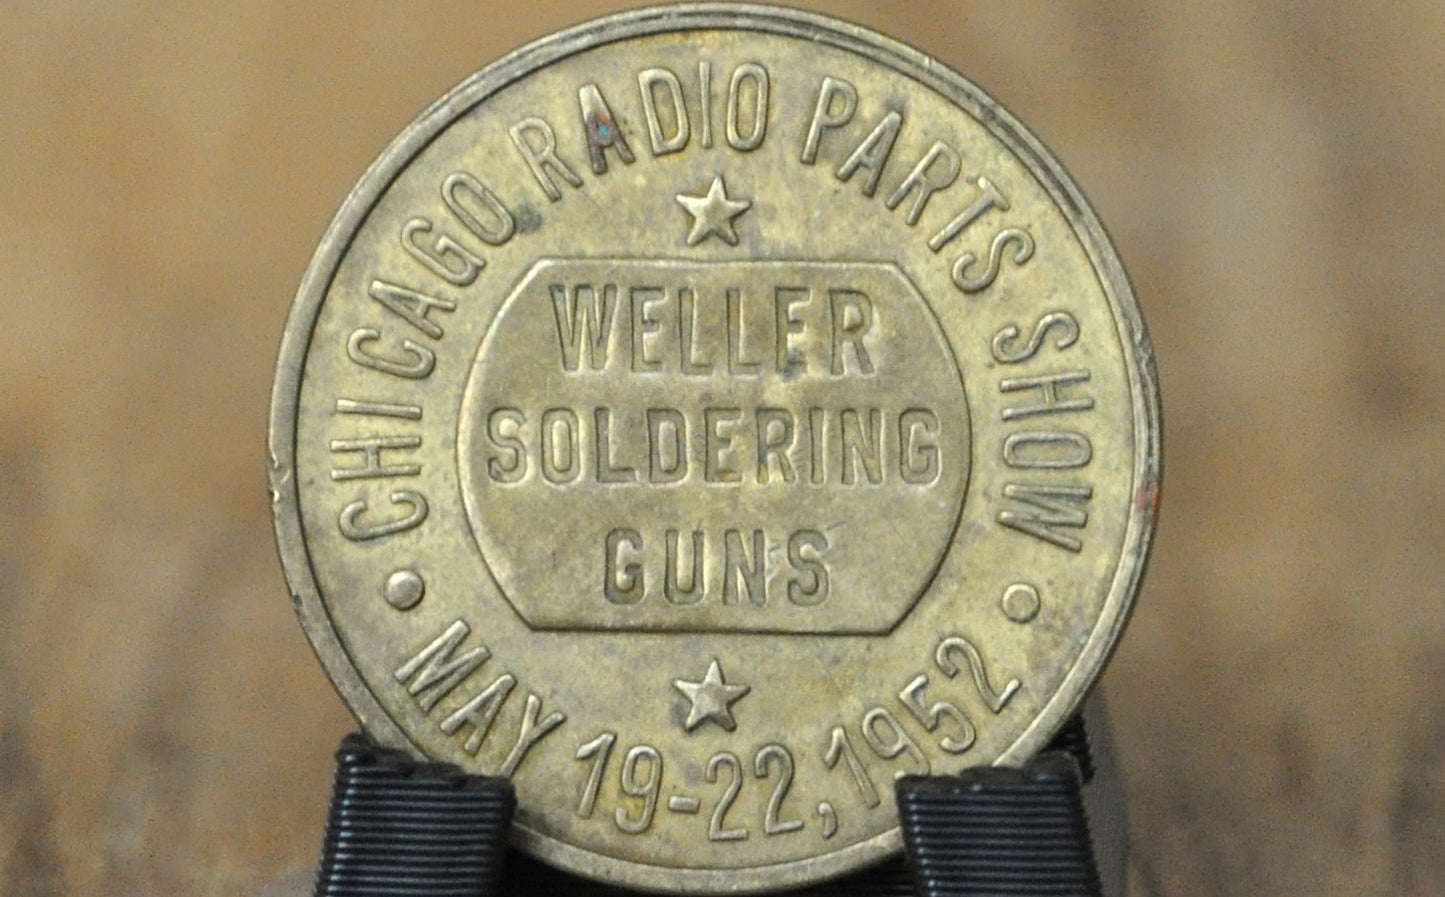 CHICAGO RADIO PARTS SHOW
WELLER
SOLDERING
GUNS
MAY 19-22, 1952